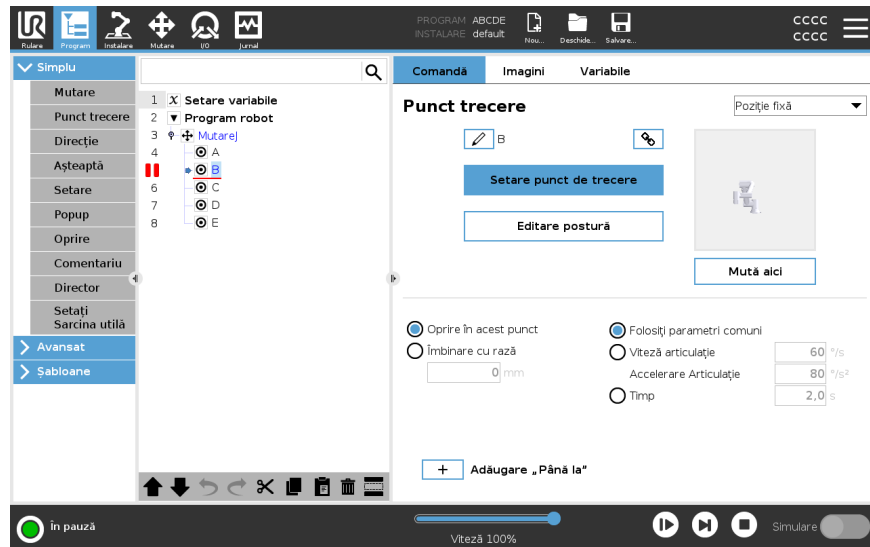 UR
PROGRAM ABCDE
INSTALARE default
CCCC
CCCC
Rulare Program Instalare Mutare I/O Jurnal Nou... Deschide... Salvare...
Simplu
Mutare
Punct trecere
Direcție
Așteaptă
Setare
Popup
Oprire
Comentariu
Director
Setați
Sarcina utilă
Avansat
Șabloane
1 X Setare variabile
2 Program robot
3 MutareJ
4 A
B
6 C
7 D
8 E
Comandă Imagini Variabile
Punct trecere
Poziție fixă
B
Setare punct de trecere
Editare postură
Mută aici
Oprire în acest punct
Îmbinare cu rază
0 mm
Folosiți parametri comuni
Viteză articulație 60 °/s
Accelerare Articulație 80 °/s²
Timp 2,0 s
+ Adăugare „Până la"
În pauză
Viteză 100%
Simulare